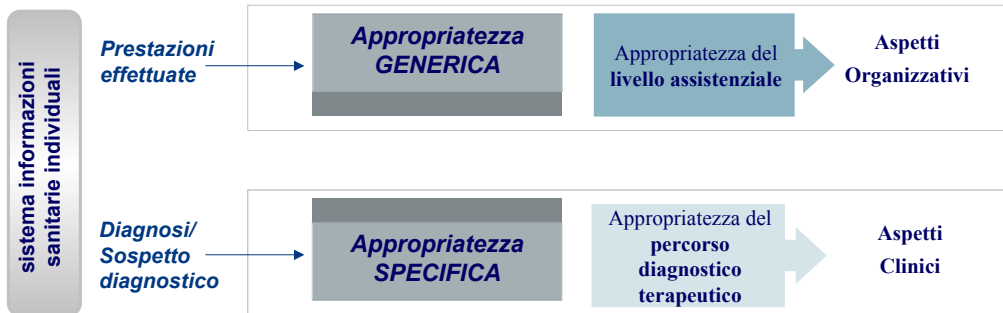 sistema informazioni
sanitarie individuali
Prestazioni
effettuate
Appropriatezza
GENERICA
Appropriatezza del
livello assistenziale
Aspetti
Organizzativi
Diagnosi/
Sospetto
diagnostico
Appropriatezza
SPECIFICA
Appropriatezza del
percorso
diagnostico
terapeutico
Aspetti
Clinici